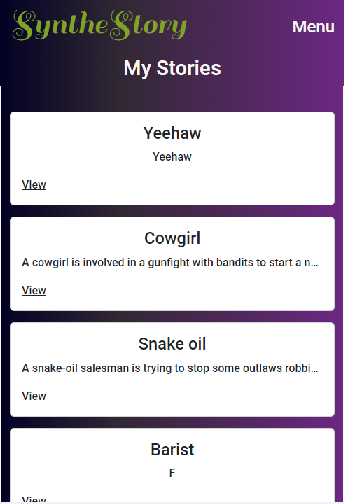 SyntheStory
Menu
My Stories
Yeehaw
Yeehaw
View
Cowgirl
A cowgirl is involved in a gunfight with bandits to start a n...
View
Snake oil
A snake-oil salesman is trying to stop some outlaws robbi...
View
Barist
F
View